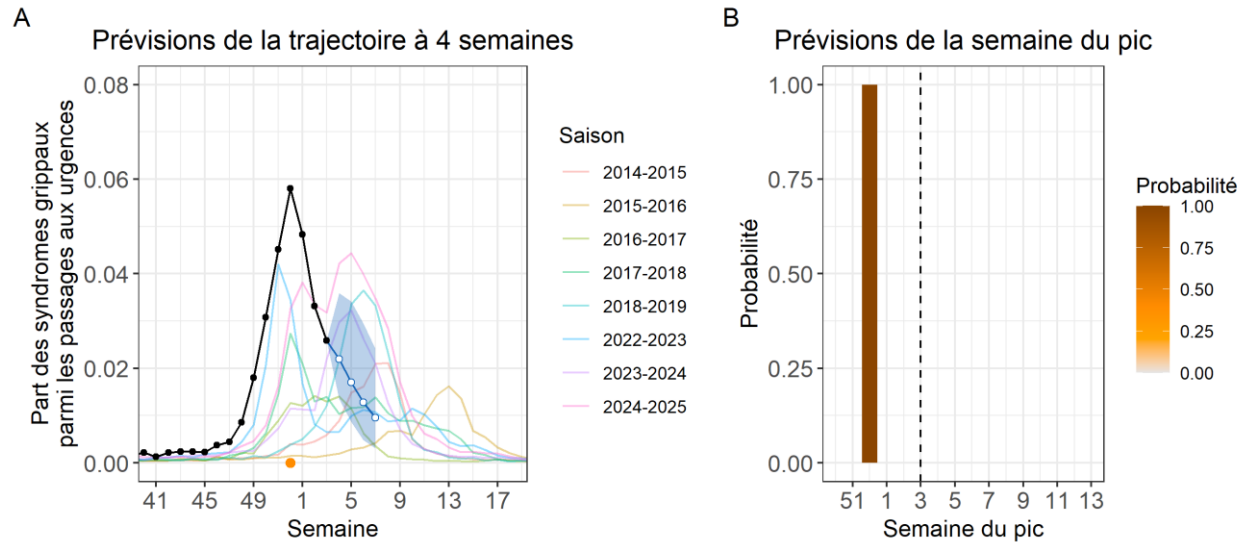 A
Prévisions de la trajectoire à 4 semaines
Part des syndromes grippaux
parmi les passages aux urgences
0.08
0.06
0.04
0.02
0.00
41 45 49 1 5 9 13 17
Semaine
Saison
2014-2015
2015-2016
2016-2017
2017-2018
2018-2019
2022-2023
2023-2024
2024-2025
B
Prévisions de la semaine du pic
Probabilité
1.00
0.75
0.50
0.25
0.00
51 1 3 5 7 9 11 13
Semaine du pic
Probabilité
1.00
0.75
0.50
0.25
0.00